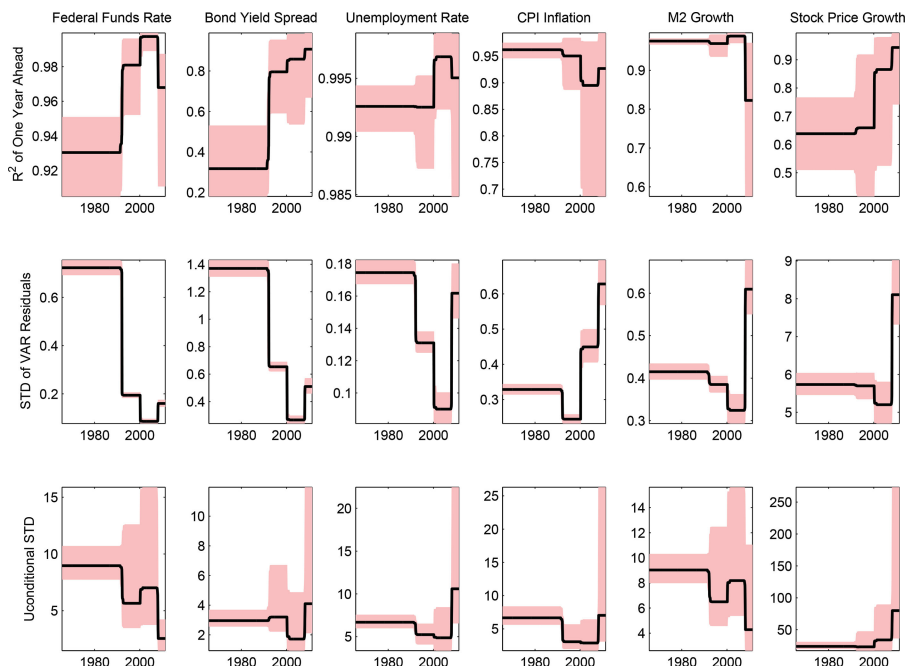 Federal Funds Rate Bond Yield Spread Unemployment Rate CPI Inflation M2 Growth Stock Price Growth
R² of One Year Ahead
0.98 0.96 0.94 0.92
0.8 0.6 0.4 0.2
0.995 0.99 0.985
0.95 0.9 0.85 0.8 0.75 0.7
0.9 0.8 0.7 0.6
0.9 0.8 0.7 0.6 0.5
1980 2000 1980 2000 1980 2000 1980 2000 1980 2000 1980 2000
STD of VAR Residuals
0.6 0.4 0.2
1.4 1.2 1 0.8 0.6 0.4
0.18 0.16 0.14 0.12 0.1
0.6 0.5 0.4 0.3
0.6 0.5 0.4 0.3
9 8 7 6 5
1980 2000 1980 2000 1980 2000 1980 2000 1980 2000 1980 2000
Uconditional STD
15 10 5
10 8 6 4 2
20 15 10 5
25 20 15 10 5
14 12 10 8 6 4
250 200 150 100 50
1980 2000 1980 2000 1980 2000 1980 2000 1980 2000 1980 2000